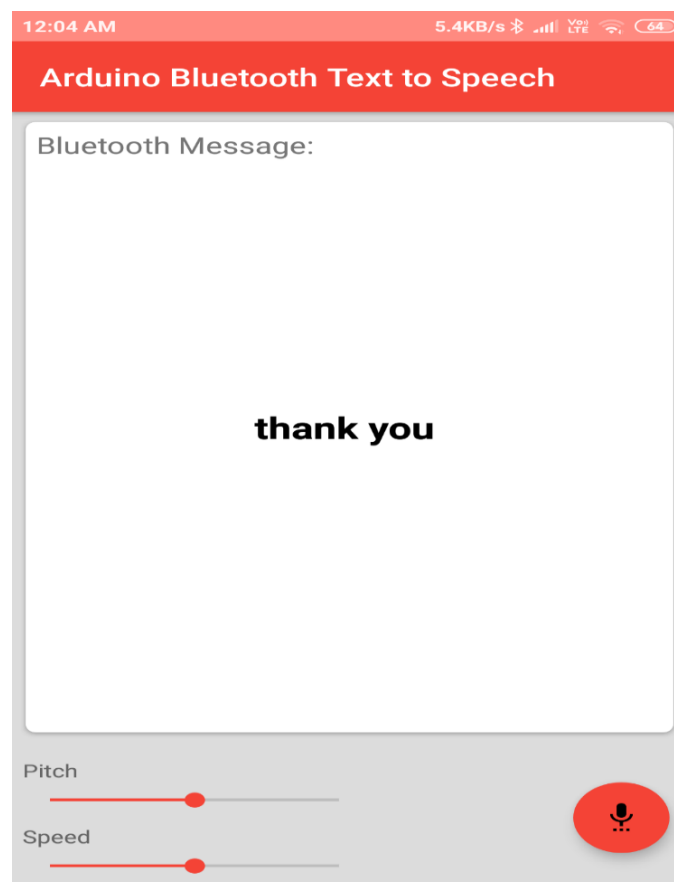 12:04 AM 5.4KB/s Vo) LTE 64
Arduino Bluetooth Text to Speech
Bluetooth Message:
thank you
Pitch
Speed